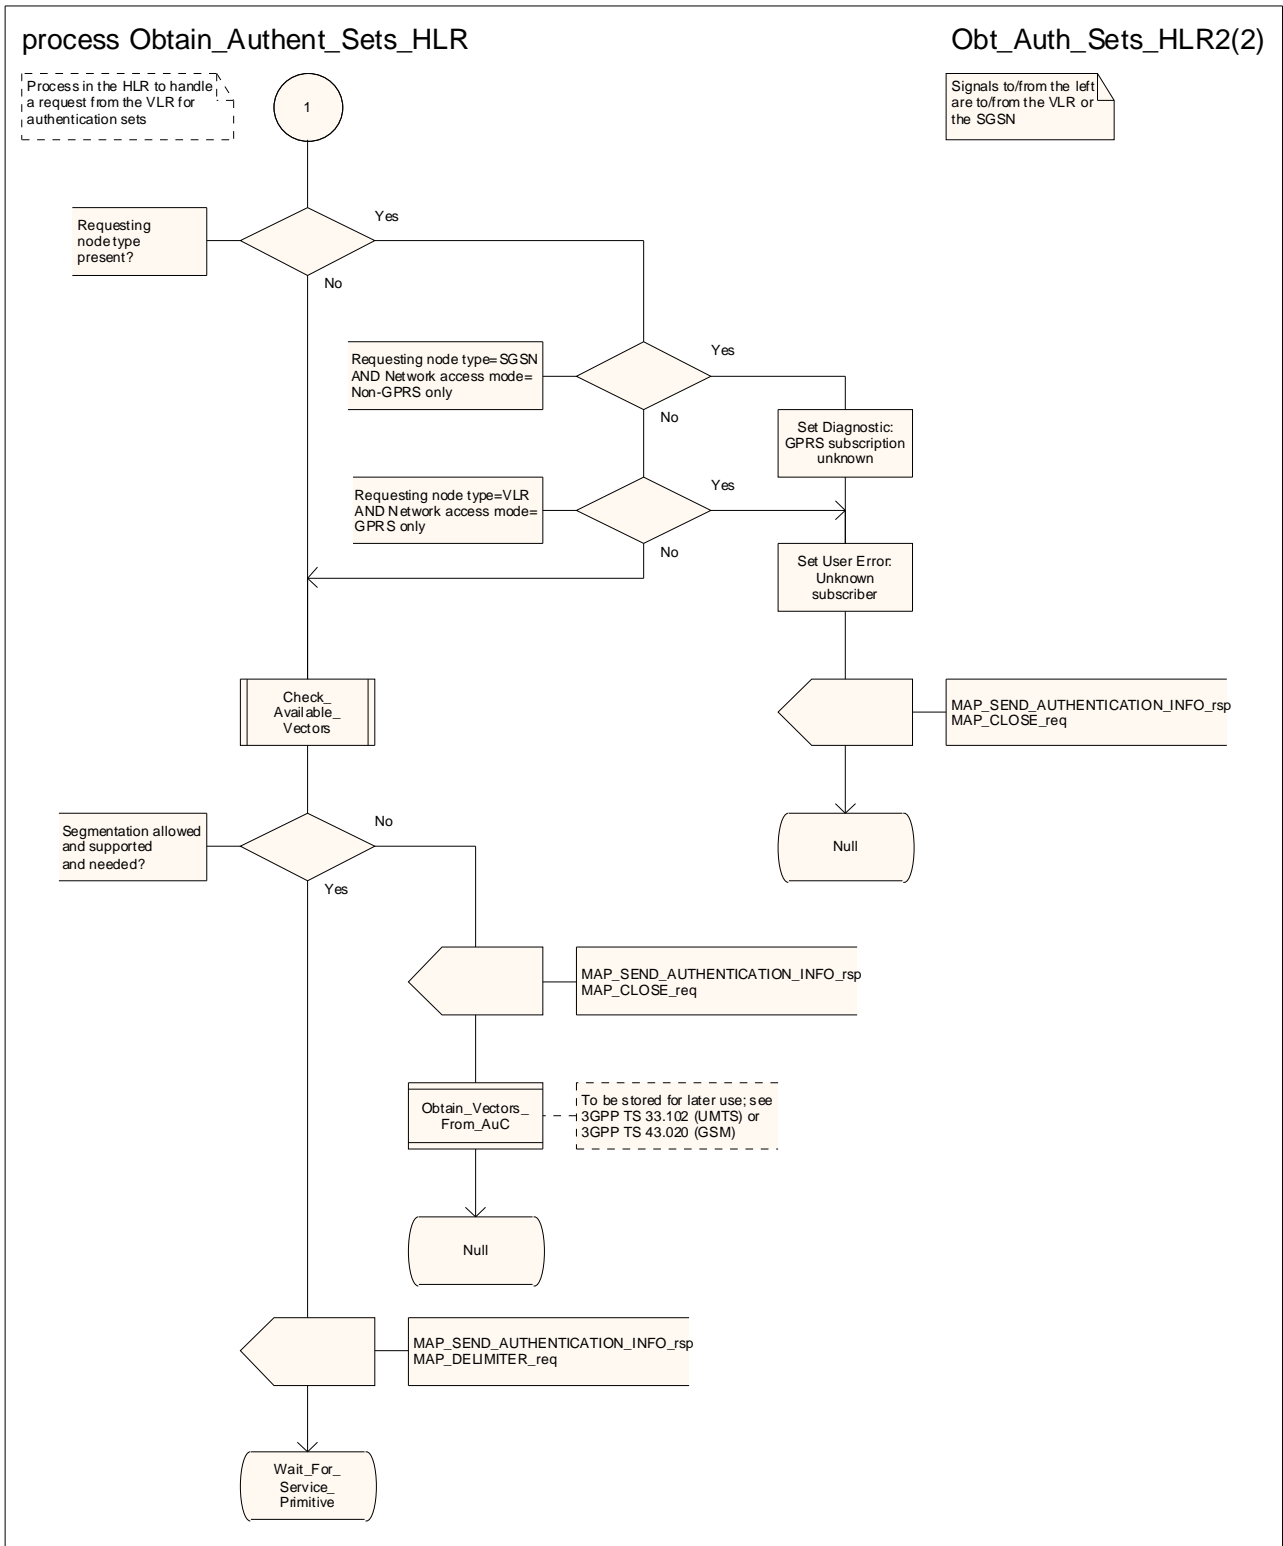 process Obtain_Authent_Sets_HLR
Obt_Auth_Sets_HLR2(2)
Process in the HLR to handle
a request from the VLR for
authentication sets
1
Signals to/from the left
are to/from the VLR or
the SGSN
Requesting
node type
present?
Yes
No
Requesting node type=SGSN
AND Network access mode=
Non-GPRS only
Yes
No
Set Diagnostic:
GPRS subscription
unknown
Requesting node type=VLR
AND Network access mode=
GPRS only
Yes
No
Set User Error:
Unknown
subscriber
Check_
Available_
Vectors
MAP_SEND_AUTHENTICATION_INFO_rsp
MAP_CLOSE_req
Segmentation allowed
and supported
and needed?
No
Yes
Null
MAP_SEND_AUTHENTICATION_INFO_rsp
MAP_CLOSE_req
Obtain_Vectors_
From_AuC
To be stored for later use; see
3GPP TS 33.102 (UMTS) or
3GPP TS 43.020 (GSM)
Null
MAP_SEND_AUTHENTICATION_INFO_rsp
MAP_DELIMITER_req
Wait_For_
Service_
Primitive